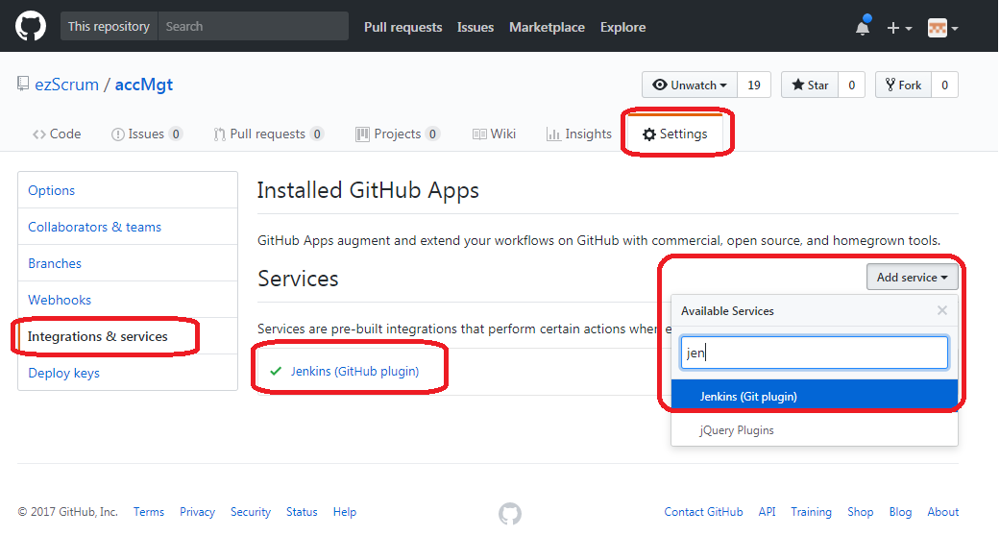 This repository Search Pull requests Issues Marketplace Explore
ezScrum / accMgt
Unwatch 19 Star 0 Fork 0
Code Issues 0 Pull requests 0 Projects 0 Wiki Insights Settings
Options
Collaborators & teams
Branches
Webhooks
Integrations & services
Deploy keys
Installed GitHub Apps
GitHub Apps augment and extend your workflows on GitHub with commercial, open source, and homegrown tools.
Services
Add service
Services are pre-built integrations that perform certain actions when e
Jenkins (GitHub plugin)
Available Services
jen
Jenkins (Git plugin)
jQuery Plugins
© 2017 GitHub, Inc. Terms Privacy Security Status Help Contact GitHub API Training Shop Blog About